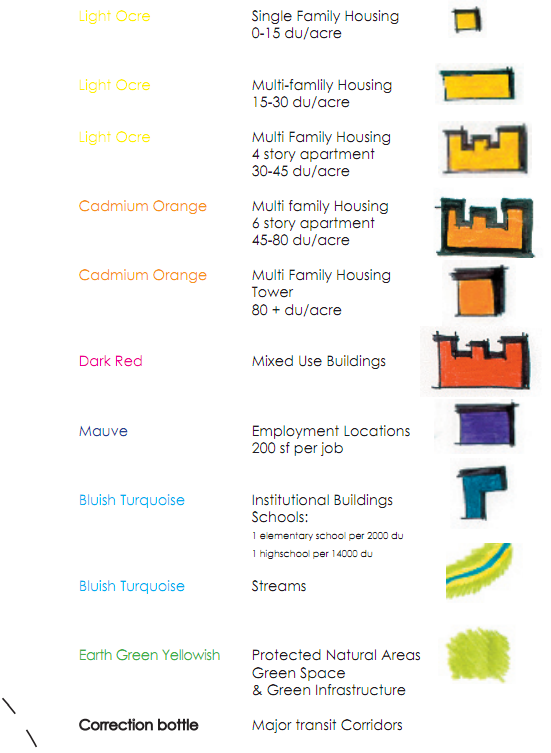 Light Ocre Single Family Housing
0-15 du/acre
Light Ocre Multi-famlily Housing
15-30 du/acre
Light Ocre Multi Family Housing
4 story apartment
30-45 du/acre
Cadmium Orange Multi family Housing
6 story apartment
45-80 du/acre
Cadmium Orange Multi Family Housing
Tower
80 + du/acre
Dark Red Mixed Use Buildings
Mauve Employment Locations
200 sf per job
Bluish Turquoise Institutional Buildings
Schools:
1 elementary school per 2000 du
1 highschool per 14000 du
Bluish Turquoise Streams
Earth Green Yellowish Protected Natural Areas
Green Space
& Green Infrastructure
Correction bottle Major transit Corridors